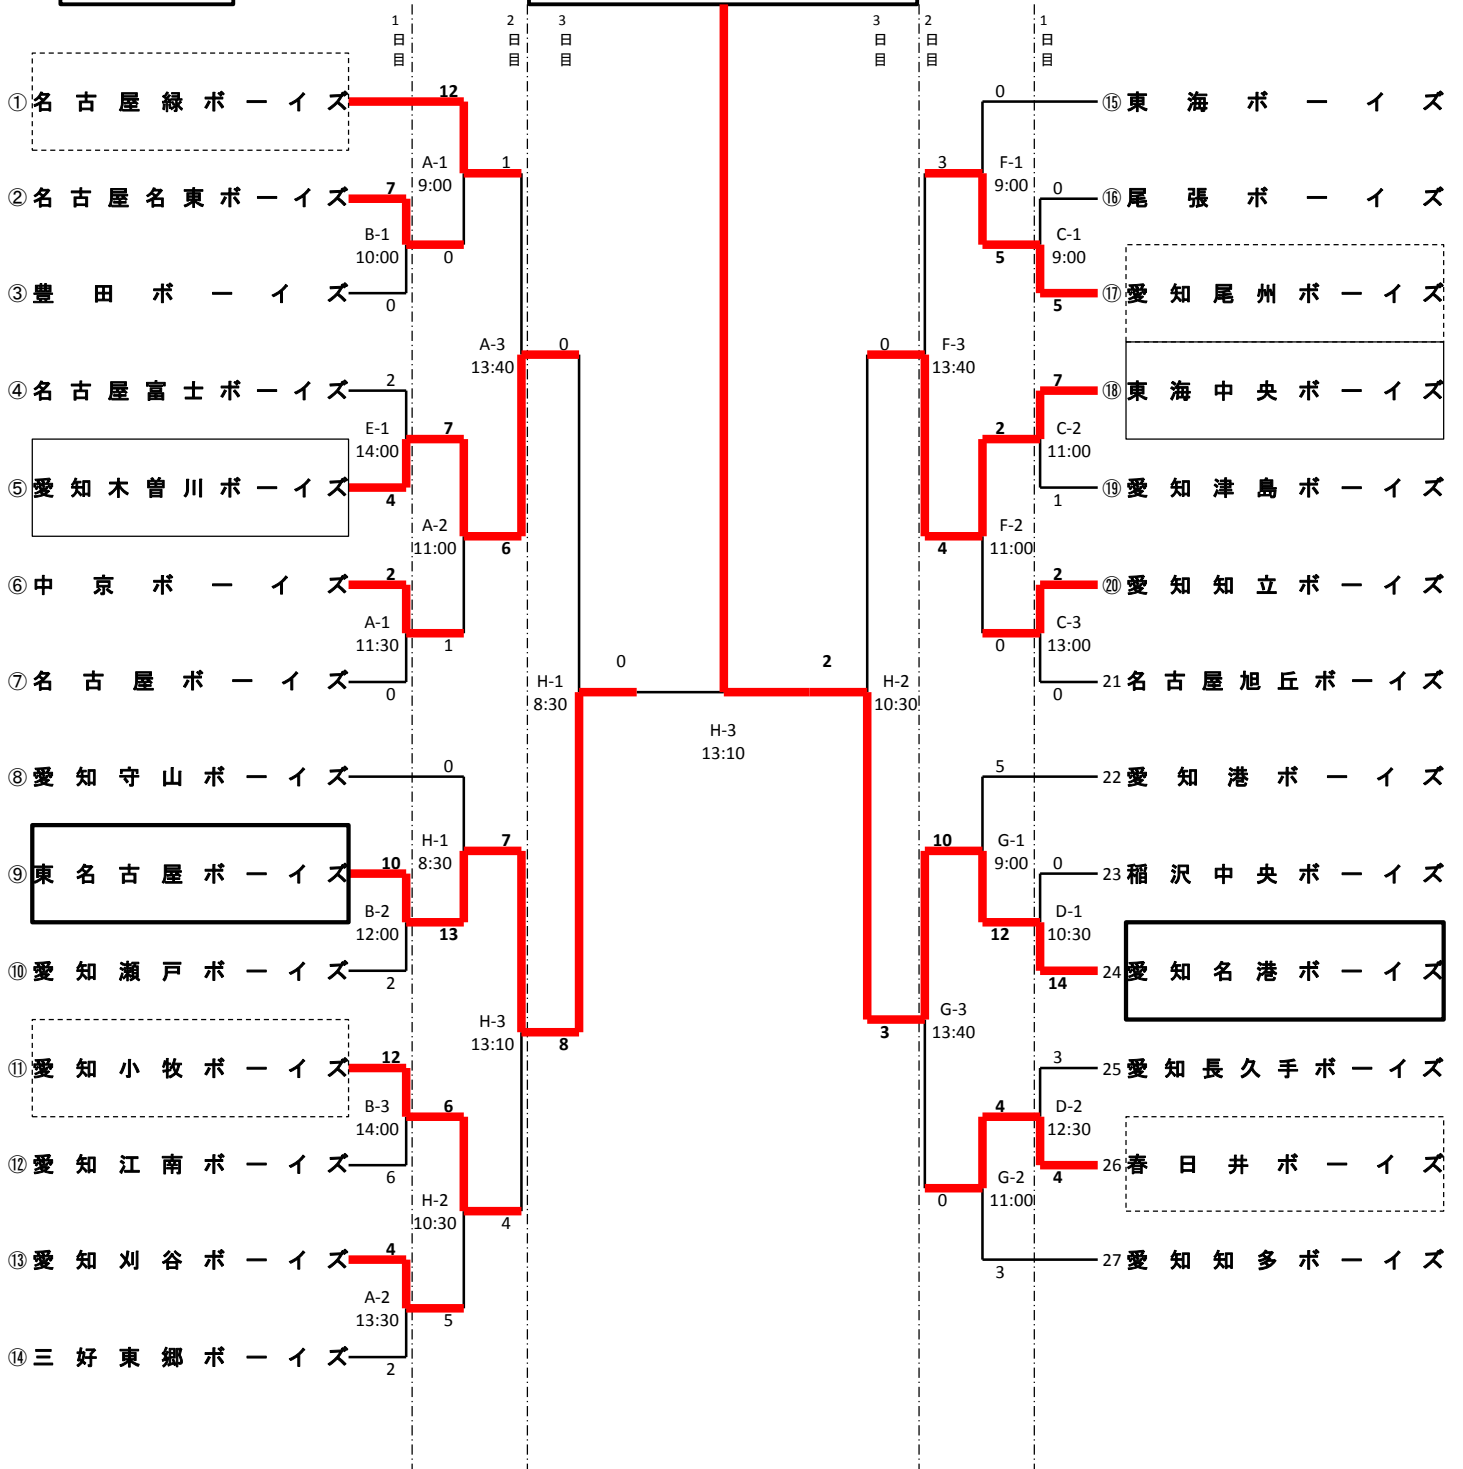 1日目
2日目
3日目
3日目
2日目
1日目
①名古屋緑ボーイズ
12
A-1
9:00
1
②名古屋名東ボーイズ
7
B-1
10:00
0
③豊田ボーイズ
0
A-3
13:40
0
④名古屋富士ボーイズ
2
E-1
14:00
7
⑤愛知木曽川ボーイズ
4
A-2
11:00
6
⑥中京ボーイズ
2
A-1
11:30
1
⑦名古屋ボーイズ
0
H-1
8:30
0
⑧愛知守山ボーイズ
0
H-1
8:30
7
⑨東名古屋ボーイズ
10
B-2
12:00
13
⑩愛知瀬戸ボーイズ
2
H-3
13:10
8
⑪愛知小牧ボーイズ
12
B-3
14:00
6
⑫愛知江南ボーイズ
6
H-2
10:30
4
⑬愛知刈谷ボーイズ
4
A-2
13:30
5
⑭三好東郷ボーイズ
2
H-3
13:10
2
H-2
10:30
0
⑮東海ボーイズ
3
F-1
9:00
0
⑯尾張ボーイズ
C-1
9:00
5
⑰愛知尾州ボーイズ
5
0
F-3
13:40
7
⑱東海中央ボーイズ
2
C-2
11:00
⑲愛知津島ボーイズ
1
4
F-2
11:00
2
⑳愛知知立ボーイズ
C-3
13:00
0
21名古屋旭丘ボーイズ
0
5
22愛知港ボーイズ
10
G-1
9:00
0
23稲沢中央ボーイズ
D-1
10:30
12
24愛知名港ボーイズ
14
3
G-3
13:40
3
25愛知長久手ボーイズ
4
D-2
12:30
26春日井ボーイズ
4
0
G-2
11:00
27愛知知多ボーイズ
3